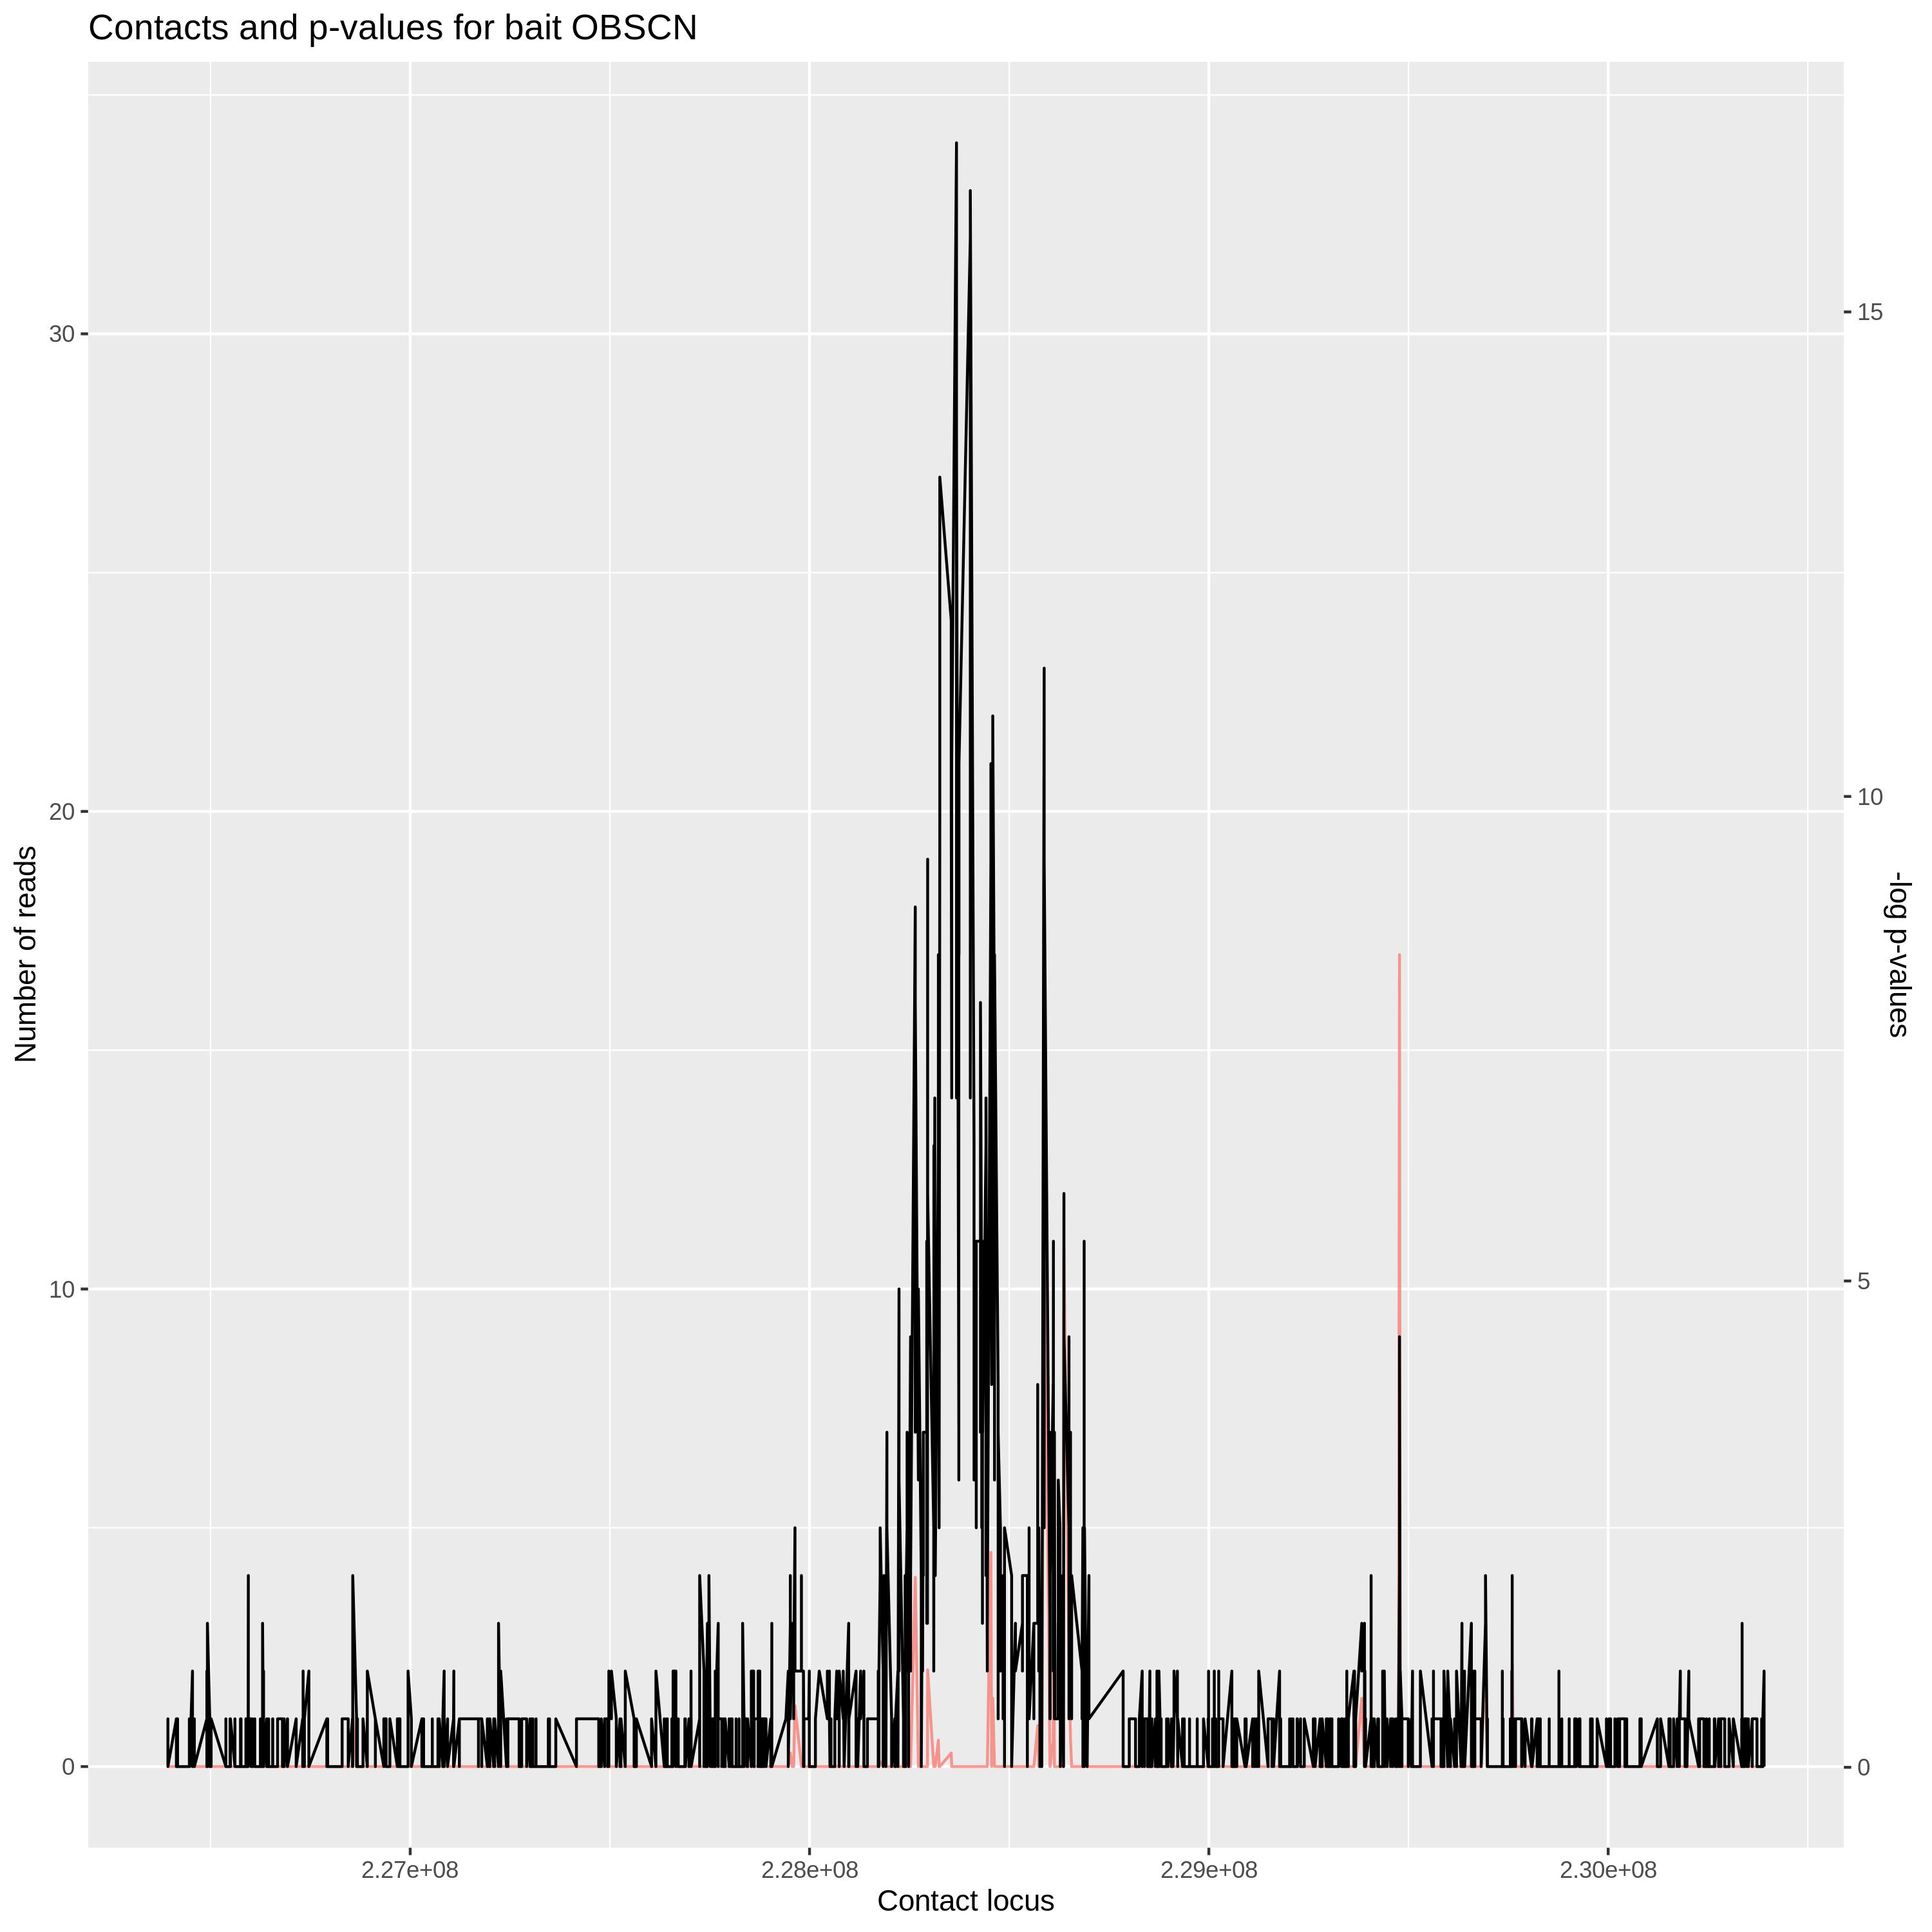 Contacts and p-values for bait OBSCN
30
20
10
0
Number of reads
15
10
5
0
-log p-values
2.27e+08
2.28e+08
2.29e+08
2.30e+08
Contact locus